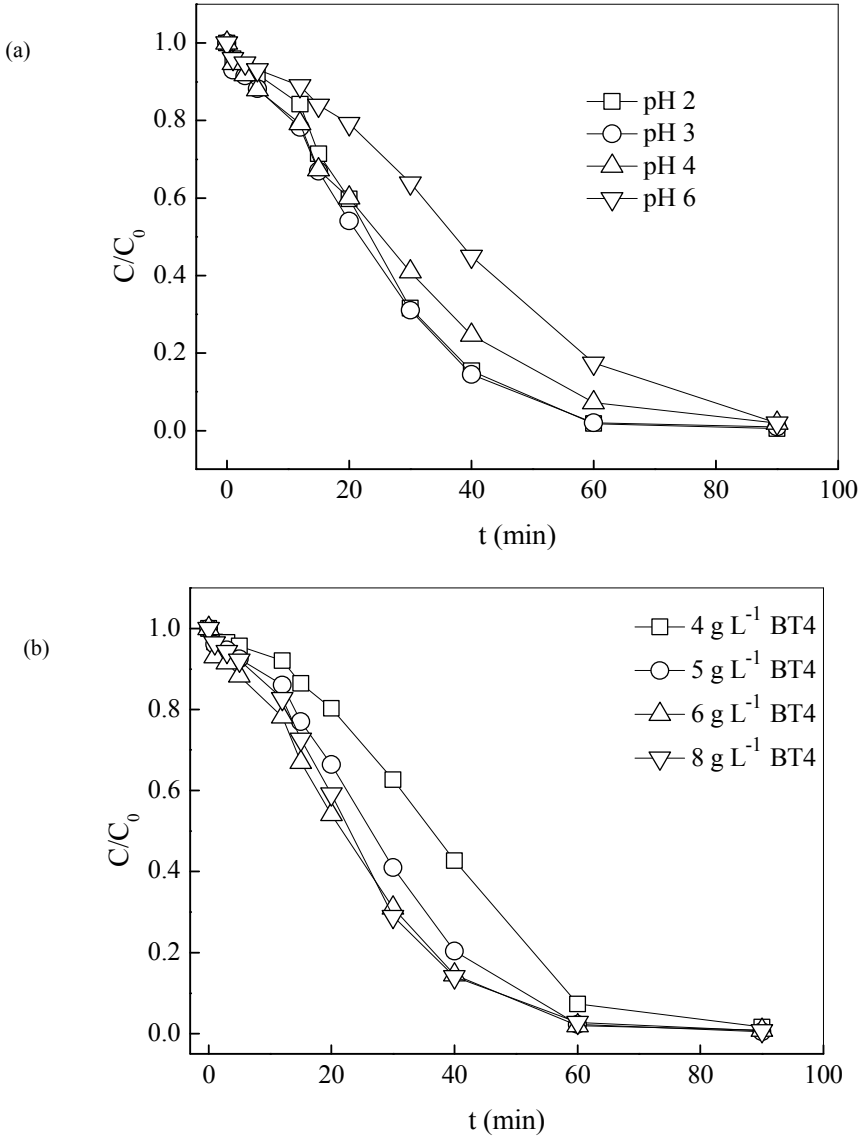 (a)
1.0
0.8
0.6
0.4
0.2
0.0
C/C₀
pH 2
pH 3
pH 4
pH 6
0 20 40 60 80 100
t (min)
(b)
1.0
0.8
0.6
0.4
0.2
0.0
C/C₀
4 g L⁻¹ BT4
5 g L⁻¹ BT4
6 g L⁻¹ BT4
8 g L⁻¹ BT4
0 20 40 60 80 100
t (min)